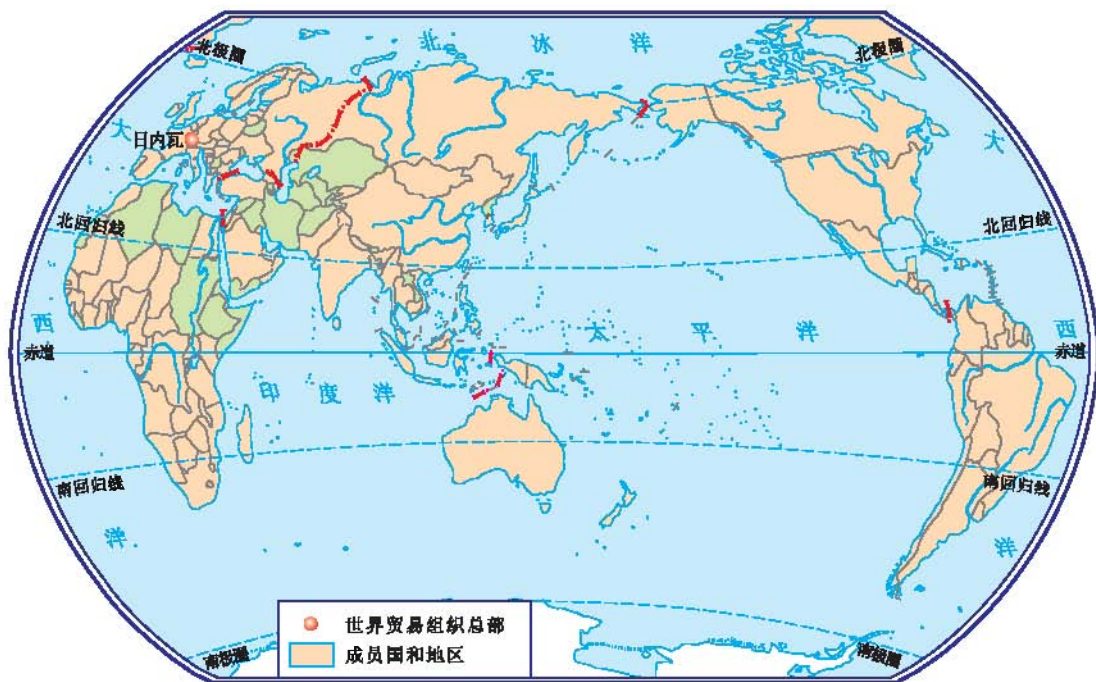 北冰洋
北极圈
北极圈
大
日内瓦
大
北回归线
北回归线
西
太平洋
西
赤道
赤道
印度洋
南回归线
南回归线
洋
洋
世界贸易组织总部
成员国和地区
南极圈
南极圈